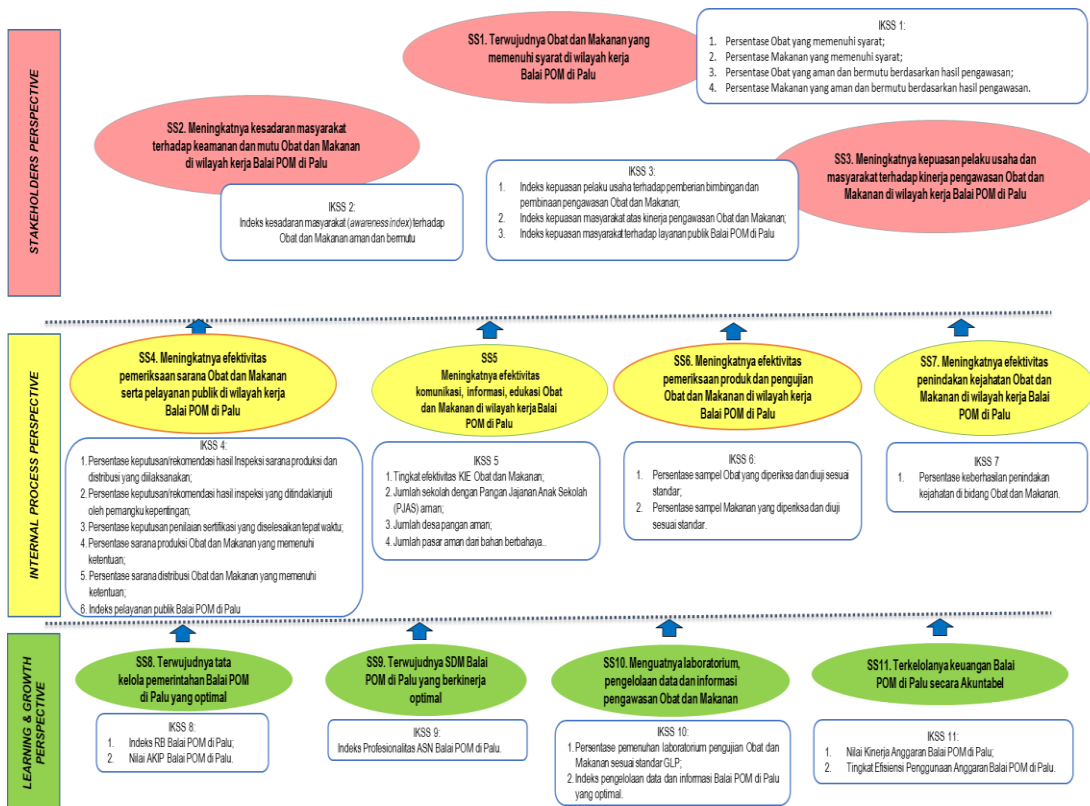 STAKEHOLDERS PERSPECTIVE
SS1. Terwujudnya Obat dan Makanan yang
memenuhi syarat di wilayah kerja
Balai POM di Palu
IKSS 1:
1. Persentase Obat yang memenuhi syarat;
2. Persentase Makanan yang memenuhi syarat;
3. Persentase Obat yang aman dan bermutu berdasarkan hasil pengawasan;
4. Persentase Makanan yang aman dan bermutu berdasarkan hasil pengawasan.
SS2. Meningkatnya kesadaran masyarakat
terhadap keamanan dan mutu Obat dan Makanan
di wilayah kerja Balai POM di Palu
IKSS 2:
Indeks kesadaran masyarakat (awareness index) terhadap
Obat dan Makanan aman dan bermutu
IKSS 3:
1. Indeks kepuasan pelaku usaha terhadap pemberian bimbingan dan
pembinaan pengawasan Obat dan Makanan;
2. Indeks kepuasan masyarakat atas kinerja pengawasan Obat dan Makanan;
3. Indeks kepuasan masyarakat terhadap layanan publik Balai POM di Palu
SS3. Meningkatnya kepuasan pelaku usaha dan
masyarakat terhadap kinerja pengawasan Obat dan
Makanan di wilayah kerja Balai POM di Palu
INTERNAL PROCESS PERSPECTIVE
SS4. Meningkatnya efektivitas
pemeriksaan sarana Obat dan Makanan
serta pelayanan publik di wilayah kerja
Balai POM di Palu
IKSS 4:
1. Persentase keputusan/rekomendasi hasil Inspeksi sarana produksi dan
distribusi yang dilaksanakan;
2. Persentase keputusan/rekomendasi hasil inspeksi yang ditindaklanjuti
oleh pemangku kepentingan;
3. Persentase keputusan penilaian sertifikasi yang diselesaikan tepat waktu;
4. Persentase sarana produksi Obat dan Makanan yang memenuhi
ketentuan;
5. Persentase sarana distribusi Obat dan Makanan yang memenuhi
ketentuan;
6. Indeks pelayanan publik Balai POM di Palu
SS5
Meningkatnya efektivitas
komunikasi, informasi, edukasi Obat
dan Makanan di wilayah kerja Balai
POM di Palu
IKSS 5
1. Tingkat efektivitas KIE Obat dan Makanan;
2. Jumlah sekolah dengan Pangan Jajanan Anak Sekolah
(PJAS) aman;
3. Jumlah desa pangan aman;
4. Jumlah pasar aman dari bahan berbahaya..
SS6. Meningkatnya efektivitas
pemeriksaan produk dan pengujian
Obat dan Makanan di wilayah kerja
Balai POM di Palu
IKSS 6:
1. Persentase sampel Obat yang diperiksa dan diuji sesuai
standar;
2. Persentase sampel Makanan yang diperiksa dan diuji
sesuai standar.
SS7. Meningkatnya efektivitas
penindakan kejahatan Obat dan
Makanan di wilayah kerja Balai
POM di Palu
IKSS 7
1. Persentase keberhasilan penindakan
kejahatan di bidang Obat dan Makanan.
LEARNING & GROWTH
PERSPECTIVE
SS8. Terwujudnya tata
kelola pemerintahan Balai POM
di Palu yang optimal
IKSS 8:
1. Indeks RB Balai POM di Palu;
2. Nilai AKIP Balai POM di Palu.
SS9. Terwujudnya SDM Balai
POM di Palu yang berkinerja
optimal
IKSS 9:
Indeks Profesionalitas ASN Balai POM di Palu.
SS10. Menguatnya laboratorium,
pengelolaan data dan informasi
pengawasan Obat dan Makanan
IKSS 10:
1. Persentase pemenuhan laboratorium pengujian Obat dan
Makanan sesuai standar GLP;
2. Indeks pengelolaan data dan informasi Balai POM di Palu
yang optimal.
SS11. Terkelolanya keuangan Balai
POM di Palu secara Akuntabel
IKSS 11:
1. Nilai Kinerja Anggaran Balai POM di Palu;
2. Tingkat Efisiensi Penggunaan Anggaran Balai POM di Palu.